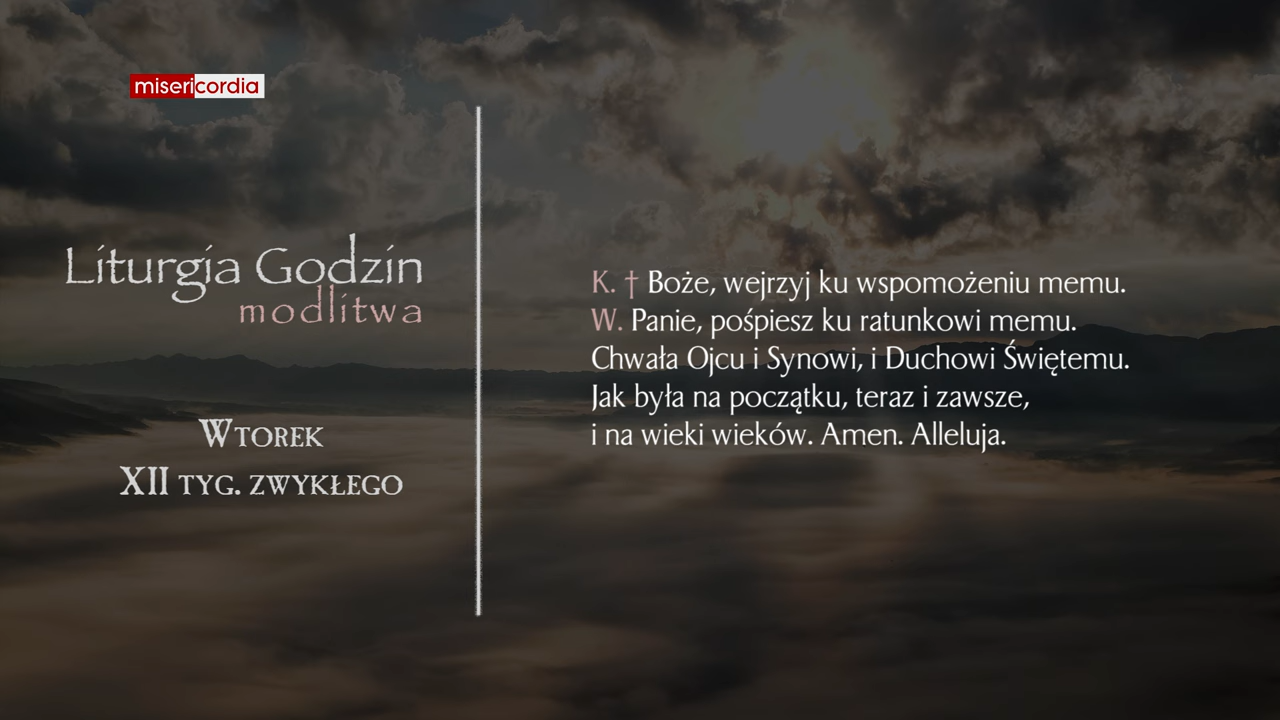 misericordia
Liturgia Godzin
modlitwa
Wtorek
XII tyg. zwykłego
K. † Boże, wejrzyj ku wspomożeniu memu.
W. Panie, pośpiesz ku ratunkowi memu.
Chwała Ojcu i Synowi, i Duchowi Świętemu.
Jak była na początku, teraz i zawsze,
i na wieki wieków. Amen. Alleluja.